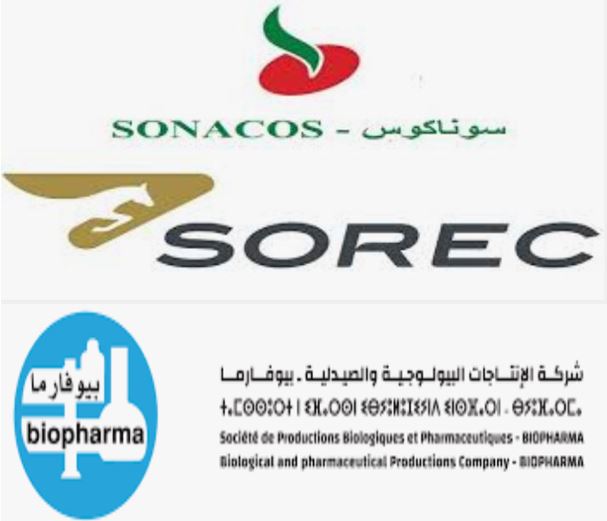 SONACOS - سوناكوس
SOREC
بيوفارما
biopharma
شركة الإنتاجات البيولوجية والصيدلية . بيوفارما
Société de Productions Biologiques et Pharmaceutiques - BIOPHARMA
Biological and pharmaceutical Productions Company - BIOPHARMA